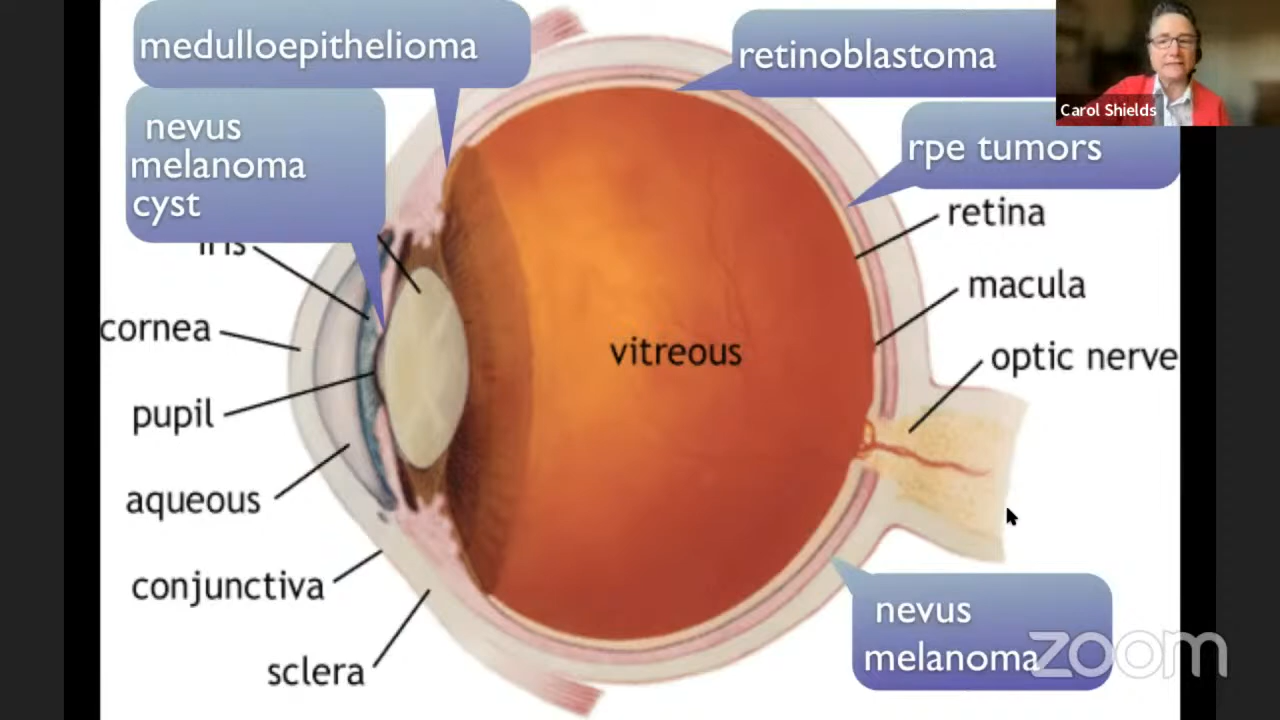 medulloepithelioma
retinoblastoma
Carol Shields
nevus
melanoma
cyst
rpe tumors
retina
iris
macula
cornea
vitreous
optic nerve
pupil
aqueous
conjunctiva
nevus
melanoma
sclera
zoom